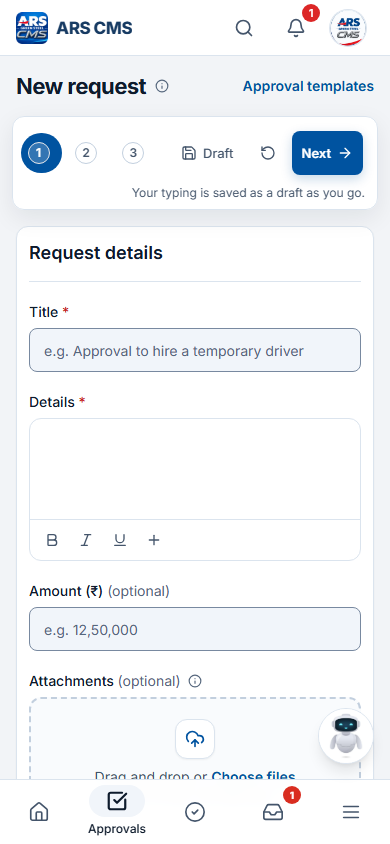 ARS
CMS
ARS CMS
1
ARS
CMS
New request
Approval templates
1
2
3
Draft
Next
Your typing is saved as a draft as you go.
Request details
Title *
e.g. Approval to hire a temporary driver
Details *
B I U +
Amount (₹) (optional)
e.g. 12,50,000
Attachments (optional)
Drag and drop or Choose files
1
Approvals